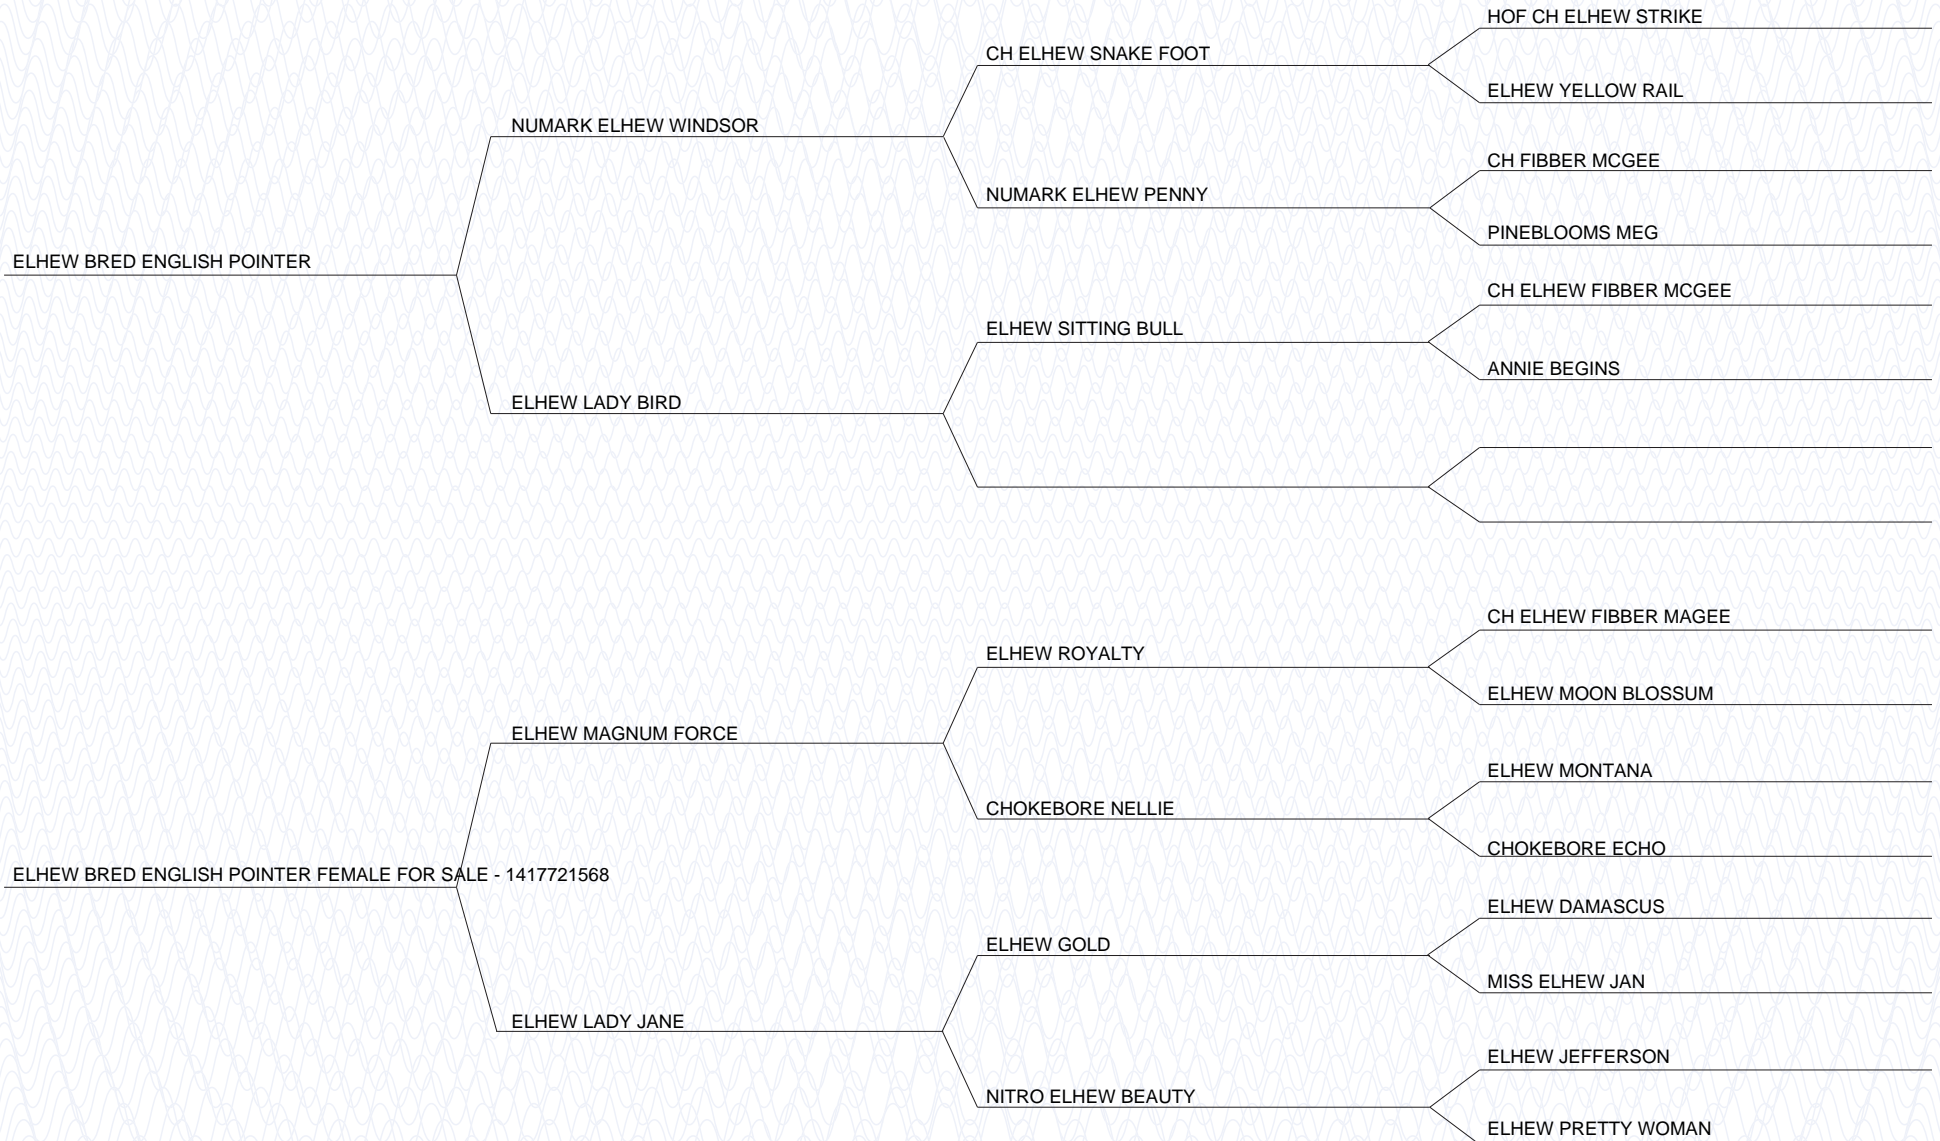 HOF CH ELHEW STRIKE
CH ELHEW SNAKE FOOT
ELHEW YELLOW RAIL
NUMARK ELHEW WINDSOR
CH FIBBER MCGEE
NUMARK ELHEW PENNY
PINEBLOOMS MEG
ELHEW BRED ENGLISH POINTER
CH ELHEW FIBBER MCGEE
ELHEW SITTING BULL
ANNIE BEGINS
ELHEW LADY BIRD
CH ELHEW FIBBER MAGEE
ELHEW ROYALTY
ELHEW MOON BLOSSUM
ELHEW MAGNUM FORCE
ELHEW MONTANA
CHOKEBORE NELLIE
CHOKEBORE ECHO
ELHEW BRED ENGLISH POINTER FEMALE FOR SALE - 1417721568
ELHEW DAMASCUS
ELHEW GOLD
MISS ELHEW JAN
ELHEW LADY JANE
ELHEW JEFFERSON
NITRO ELHEW BEAUTY
ELHEW PRETTY WOMAN